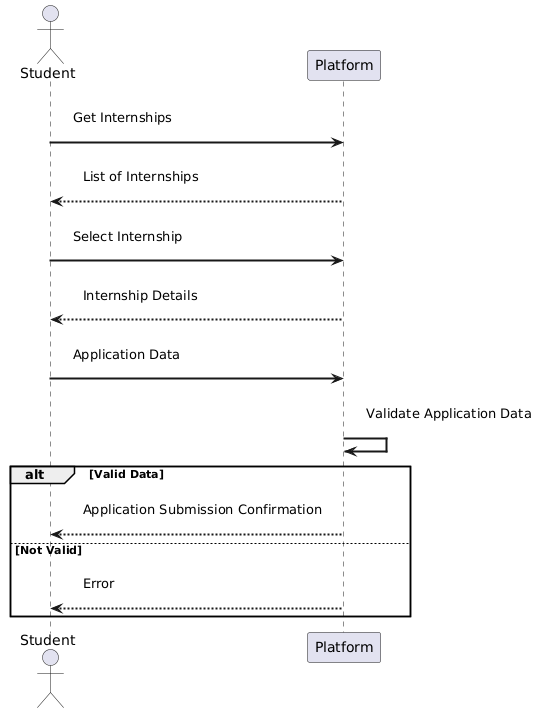 Student
Platform
Get Internships
List of Internships
Select Internship
Internship Details
Application Data
Validate Application Data
alt [Valid Data]
Application Submission Confirmation
[Not Valid]
Error
Student
Platform